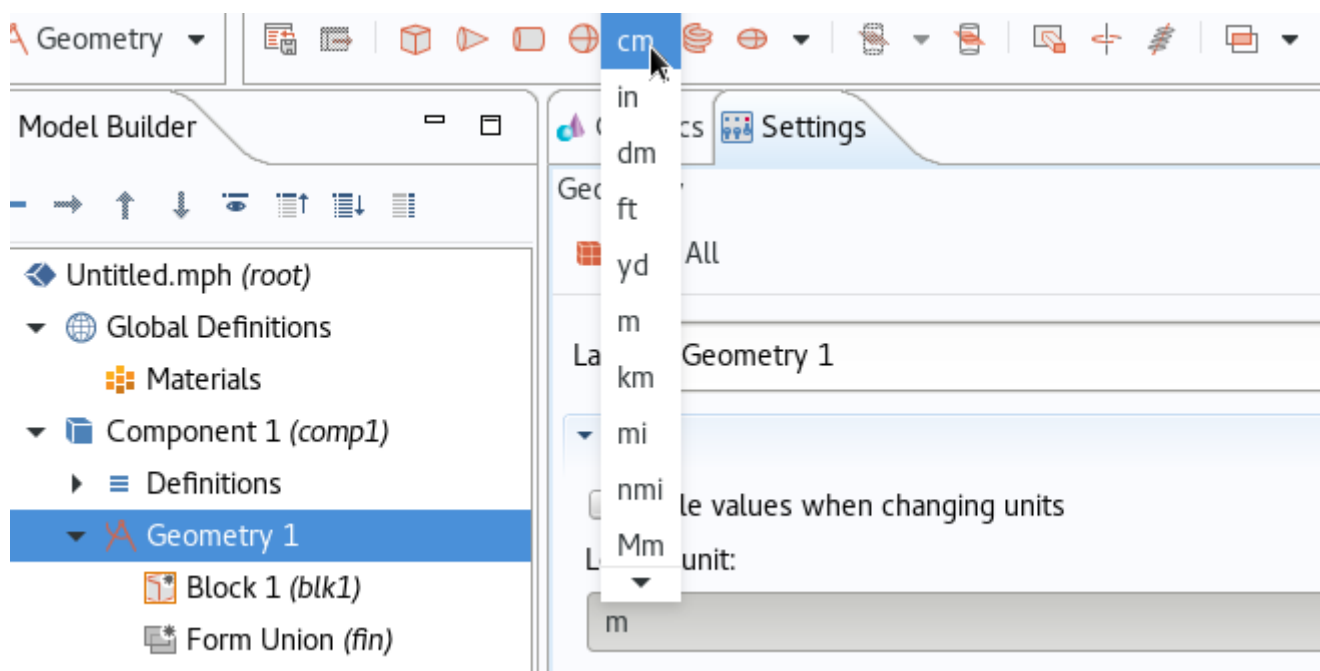 Geometry
cm
in
dm
ft
yd
m
km
mi
nmi
Mm
Model Builder
Settings
All
Untitled.mph (root)
Global Definitions
Materials
Component 1 (comp1)
Definitions
Geometry 1
Block 1 (blk1)
Form Union (fin)
Geometry 1
values when changing units
unit:
m